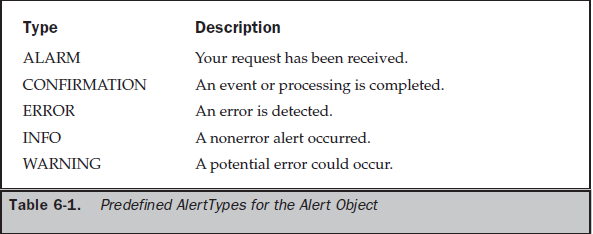 Type Description
ALARM Your request has been received.
CONFIRMATION An event or processing is completed.
ERROR An error is detected.
INFO A nonerror alert occurred.
WARNING A potential error could occur.
Table 6-1. Predefined AlertTypes for the Alert Object